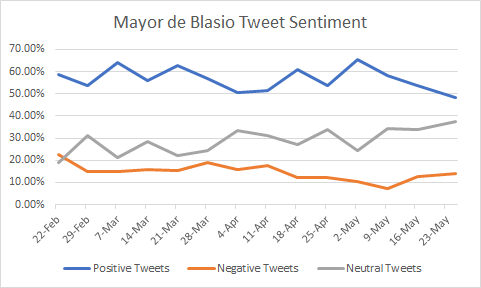 Mayor de Blasio Tweet Sentiment
70.00%
60.00%
50.00%
40.00%
30.00%
20.00%
10.00%
0.00%
22-Feb
29-Feb
7-Mar
14-Mar
21-Mar
28-Mar
4-Apr
11-Apr
18-Apr
25-Apr
2-May
9-May
16-May
23-May
Positive Tweets Negative Tweets Neutral Tweets